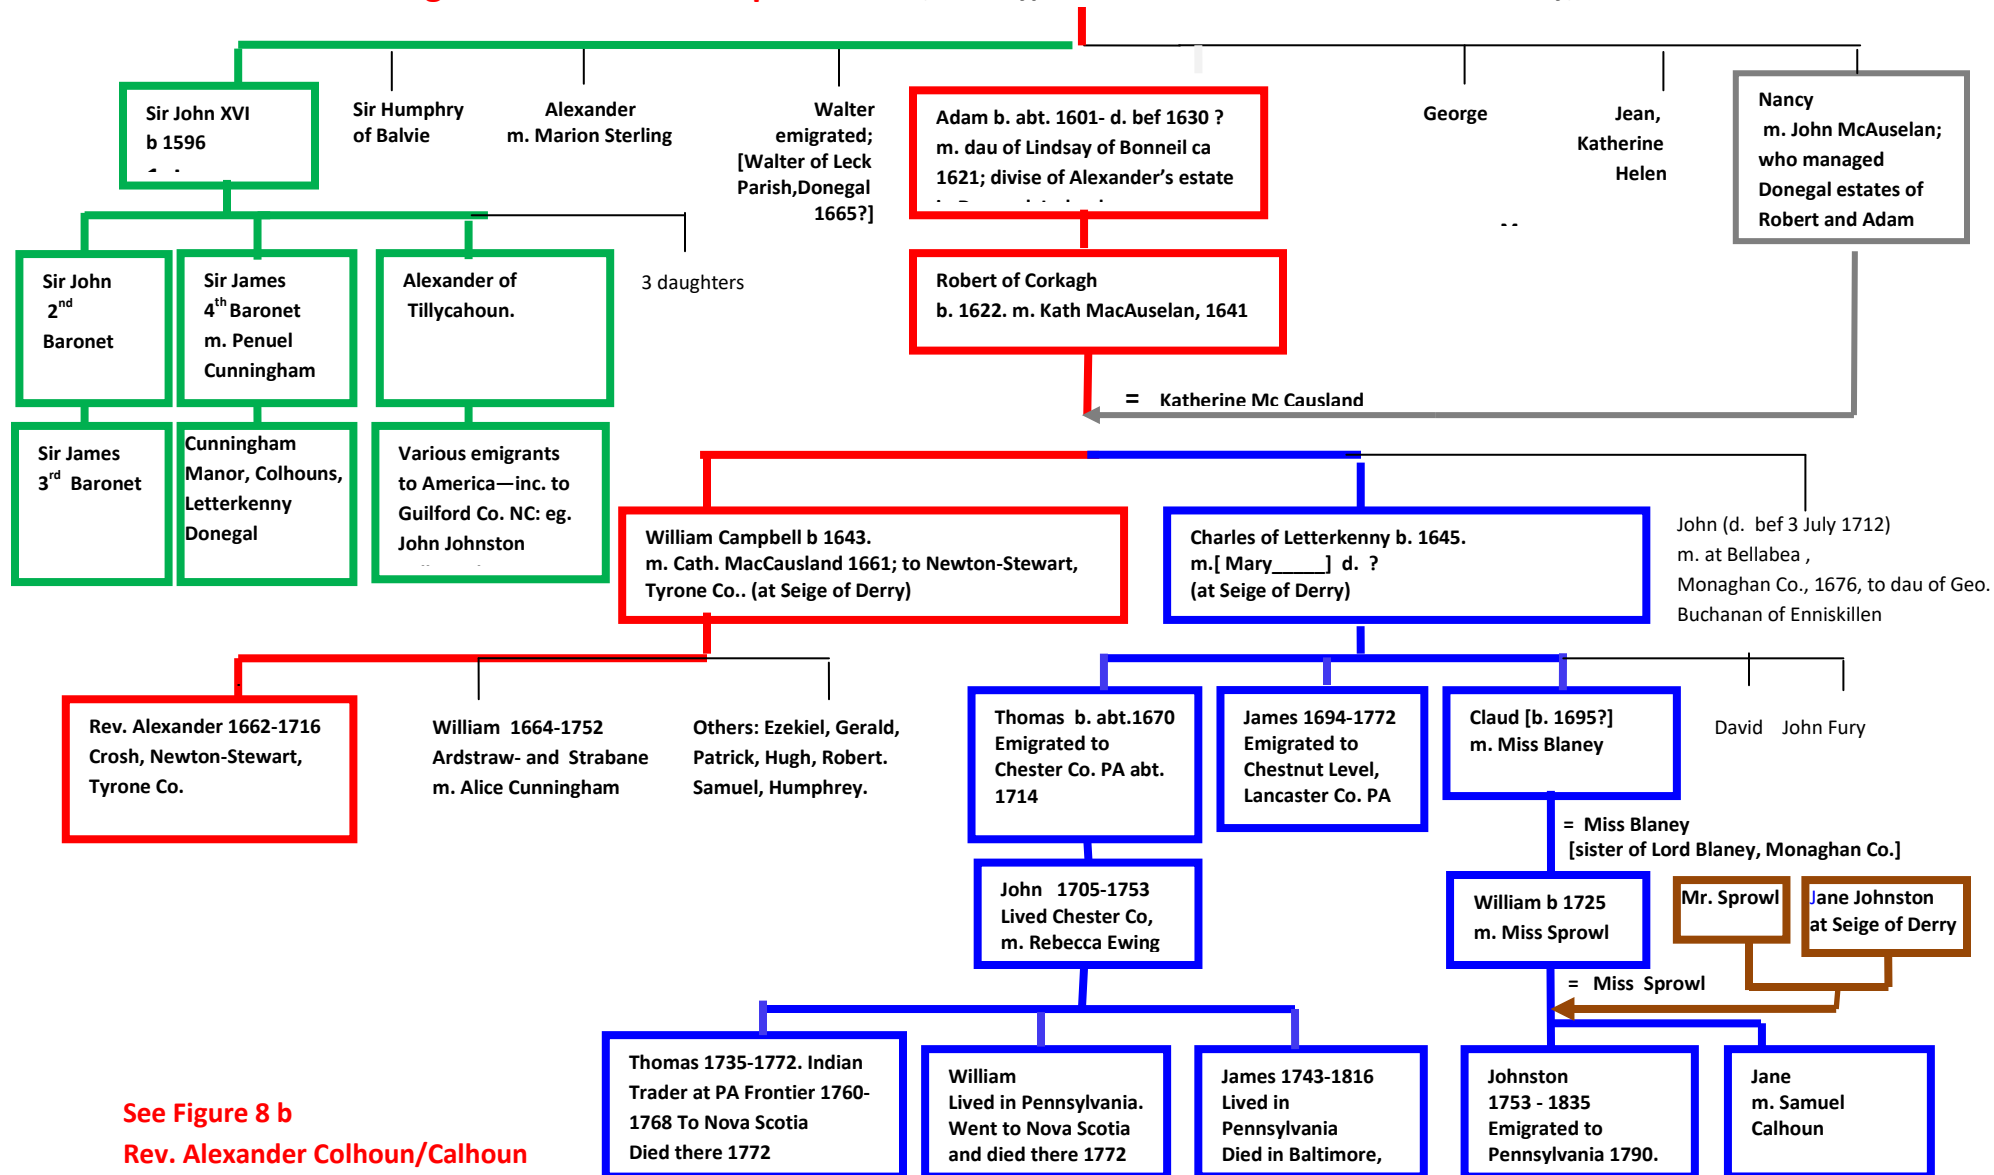 Sir John XVI
b 1596
Sir Humphry
of Balvie
Alexander
m. Marion Sterling
Walter
emigrated;
[Walter of Leck
Parish,Donegal
1665?]
Adam b. abt. 1601- d. bef 1630 ?
m. dau of Lindsay of Bonneil ca
1621; divise of Alexander’s estate
George
Jean,
Katherine
Helen
Nancy
m. John McAuselan;
who managed
Donegal estates of
Robert and Adam
Sir John
2nd
Baronet
Sir James
4th Baronet
m. Penuel
Cunningham
Alexander of
Tillycahoun.
3 daughters
Robert of Corkagh
b. 1622. m. Kath MacAuselan, 1641
= Katherine Mc Causland
Sir James
3rd Baronet
Cunningham
Manor, Colhouns,
Letterkenny
Donegal
Various emigrants
to America—inc. to
Guilford Co. NC: eg.
John Johnston
William Campbell b 1643.
m. Cath. MacCausland 1661; to Newton-Stewart,
Tyrone Co.. (at Seige of Derry)
Charles of Letterkenny b. 1645.
m.[ Mary_____] d. ?
(at Seige of Derry)
John (d. bef 3 July 1712)
m. at Bellabea ,
Monaghan Co., 1676, to dau of Geo.
Buchanan of Enniskillen
Rev. Alexander 1662-1716
Crosh, Newton-Stewart,
Tyrone Co.
William 1664-1752
Ardstraw- and Strabane
m. Alice Cunningham
Others: Ezekiel, Gerald,
Patrick, Hugh, Robert.
Samuel, Humphrey.
Thomas b. abt.1670
Emigrated to
Chester Co. PA abt.
1714
James 1694-1772
Emigrated to
Chestnut Level,
Lancaster Co. PA
Claud [b. 1695?]
m. Miss Blaney
David John Fury
= Miss Blaney
[sister of Lord Blaney, Monaghan Co.]
John 1705-1753
Lived Chester Co,
m. Rebecca Ewing
William b 1725
m. Miss Sprowl
Mr. Sprowl
Jane Johnston
at Seige of Derry
= Miss Sprowl
Thomas 1735-1772. Indian
Trader at PA Frontier 1760-
1768 To Nova Scotia
Died there 1772
William
Lived in Pennsylvania.
Went to Nova Scotia
and died there 1772
James 1743-1816
Lived in
Pennsylvania
Died in Baltimore,
Johnston
1753 - 1835
Emigrated to
Pennsylvania 1790.
Jane
m. Samuel
Calhoun
See Figure 8 b
Rev. Alexander Colhoun/Calhoun